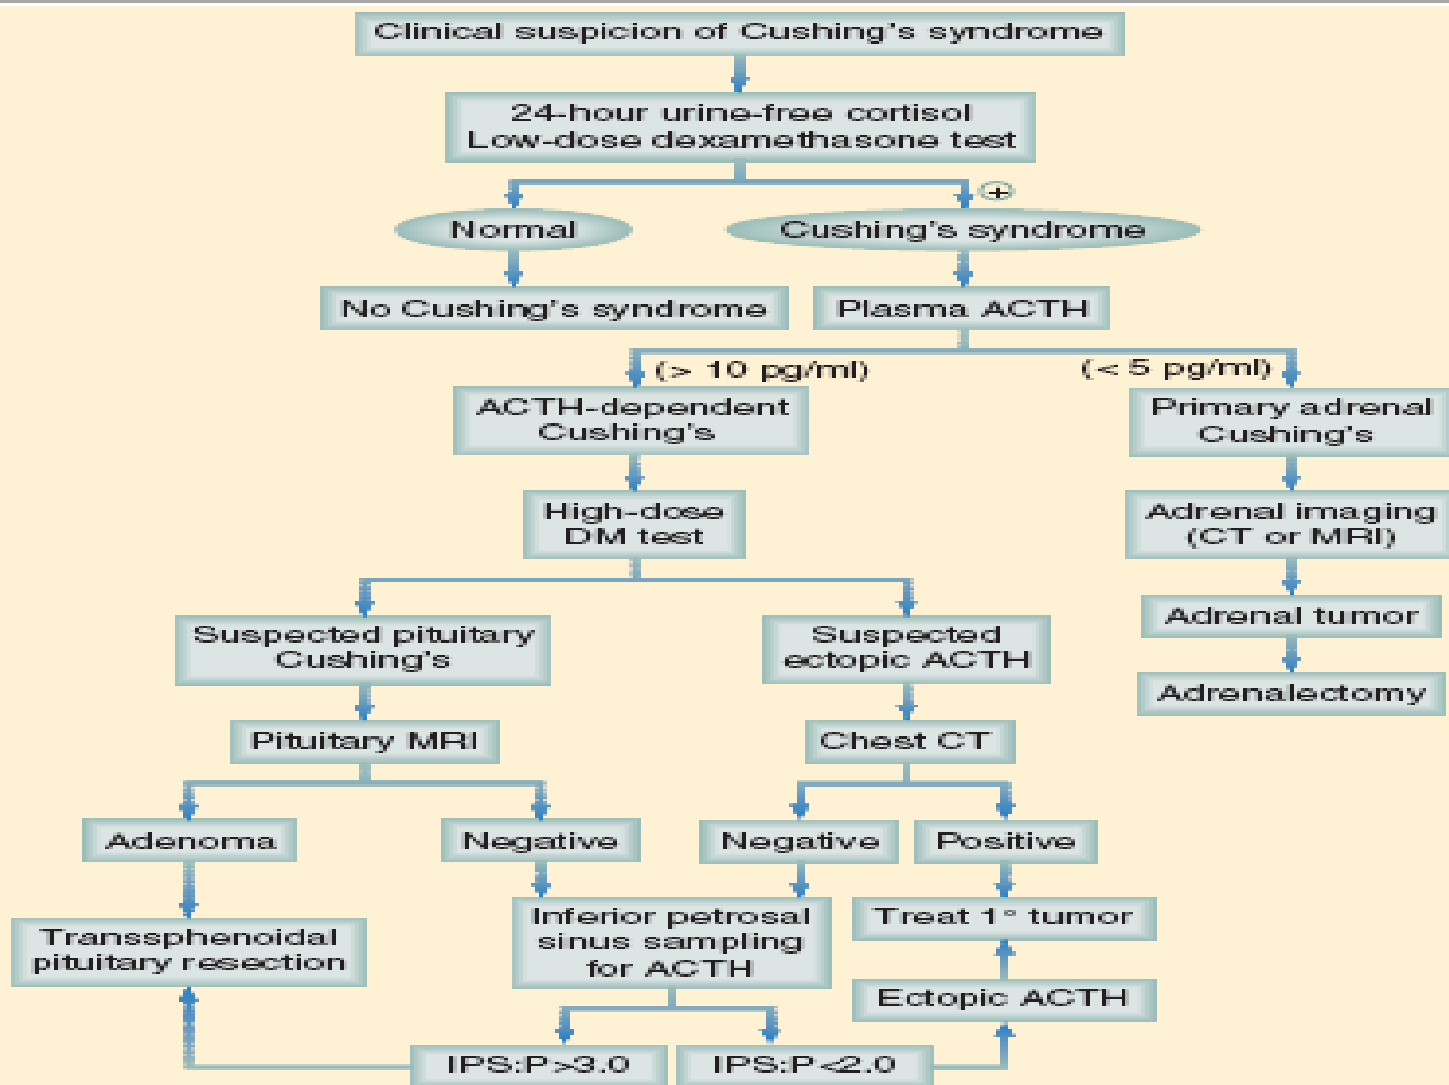 Clinical suspicion of Cushing's syndrome
24-hour urine-free cortisol
Low-dose dexamethasone test
+
Normal
Cushing's syndrome
No Cushing's syndrome
Plasma ACTH
(> 10 pg/ml)
(< 5 pg/ml)
ACTH-dependent
Cushing's
Primary adrenal
Cushing's
High-dose
DM test
Adrenal imaging
(CT or MRI)
Suspected pituitary
Cushing's
Suspected
ectopic ACTH
Adrenal tumor
Adrenalectomy
Pituitary MRI
Chest CT
Adenoma
Negative
Negative
Positive
Transsphenoidal
pituitary resection
Inferior petrosal
sinus sampling
for ACTH
Treat 1° tumor
Ectopic ACTH
IPS:P>3.0
IPS:P<2.0